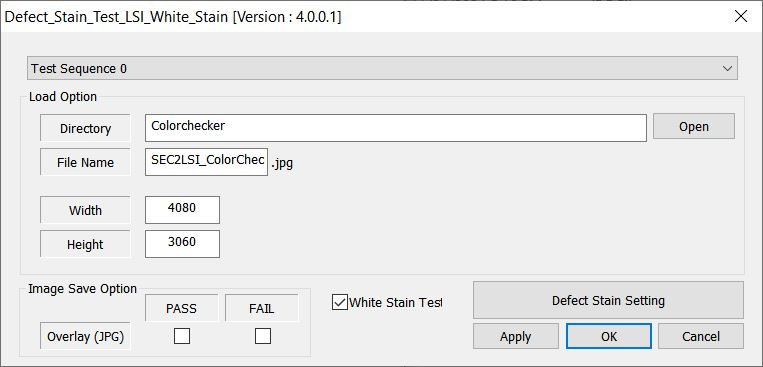 Defect_Stain_Test_LSI_White_Stain [Version : 4.0.0.1]
Test Sequence 0
Load Option
Directory
Colorchecker
Open
File Name
SEC2LSI_ColorChec
.jpg
Width
4080
Height
3060
Image Save Option
PASS
FAIL
Overlay (JPG)
White Stain Test
Defect Stain Setting
Apply
OK
Cancel